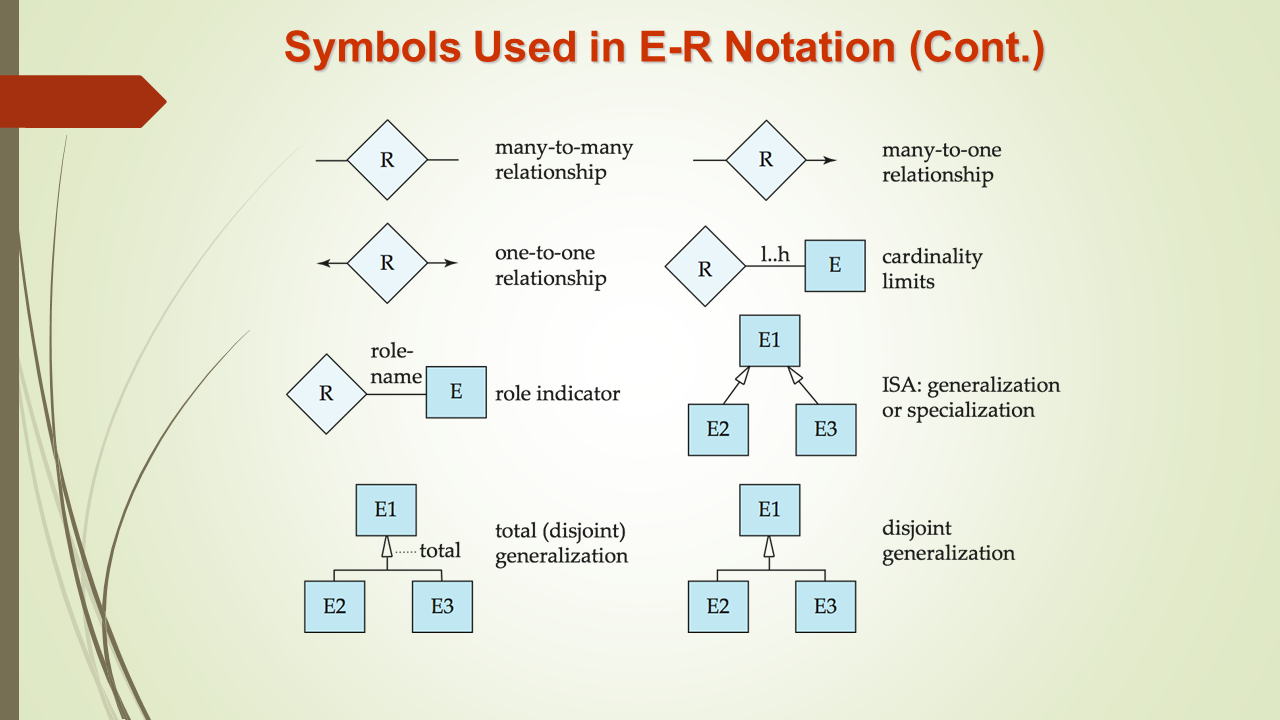 Symbols Used in E-R Notation (Cont.)
R
many-to-many
relationship
R
many-to-one
relationship
R
one-to-one
relationship
R
l..h
E
cardinality
limits
R
role-
name
E
role indicator
E1
E2
E3
ISA: generalization
or specialization
E1
total
E2
E3
total (disjoint)
generalization
E1
E2
E3
disjoint
generalization